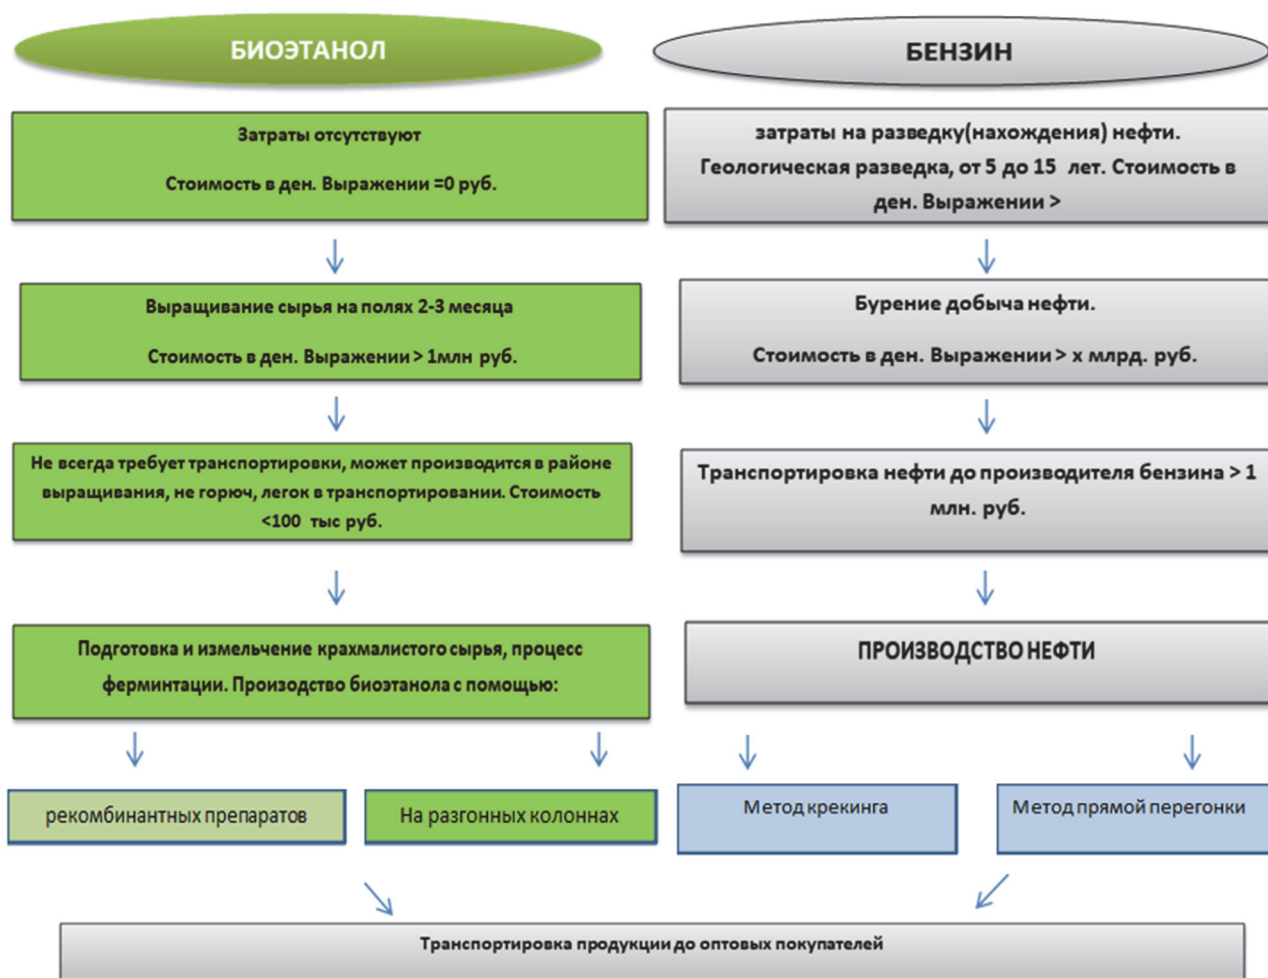 БИОЭТАНОЛ
Затраты отсутствуют
Стоимость в ден. Выражении =0 руб.
Выращивание сырья на полях 2-3 месяца
Стоимость в ден. Выражении > 1млн руб.
Не всегда требует транспортировки, может производится в районе
выращивания, не горюч, легок в транспортировании. Стоимость
<100 тыс руб.
Подготовка и измельчение крахмалистого сырья, процесс
ферминтации. Произодство биоэтанола с помощью:
рекомбинантных препаратов
На разгонных колоннах
БЕНЗИН
затраты на разведку(нахождения) нефти.
Геологическая разведка, от 5 до 15 лет. Стоимость в
ден. Выражении >
Бурение добыча нефти.
Стоимость в ден. Выражении > х млрд. руб.
Транспортировка нефти до производителя бензина > 1
млн. руб.
ПРОИЗВОДСТВО НЕФТИ
Метод крекинга
Метод прямой перегонки
Транспортировка продукции до оптовых покупателей